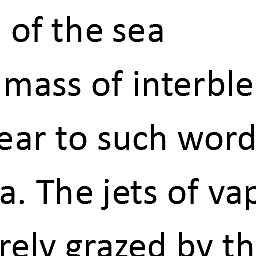 of the sea
mass of interble
ear to such word
a. The jets of vap
rely grazed by th